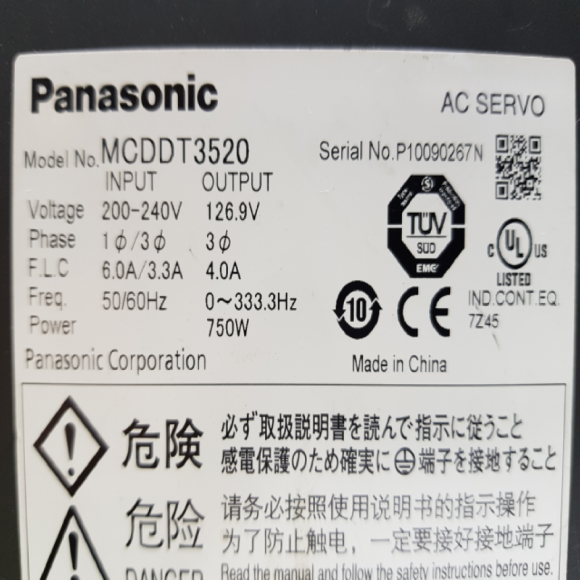 Panasonic AC SERVO
Model No. MCDDT3520 Serial No.P10090267N
INPUT OUTPUT
Voltage 200-240V 126.9V
Phase 1ϕ/3ϕ 3ϕ
F.L.C 6.0A/3.3A 4.0A
Freq. 50/60Hz 0～333.3Hz
Power 750W
TÜV
SÜD
EMC
C UL US
LISTED
IND.CONT.EQ.
7Z45
10 CE
Panasonic Corporation Made in China
危険 必ず取扱説明書を読んで指示に従うこと
感電保護のため確実に⏚端子を接地すること
危险 请务必按照使用说明书的指示操作
为了防止触电，一定要接好接地端子
DANGER Read the manual and follow the safety instructions before use.